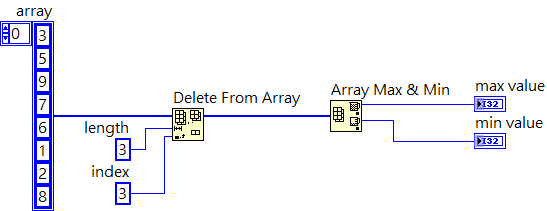 array
0
3
5
9
7
6
1
2
8
Delete From Array
length
3
index
3
Array Max & Min
max value
I32
min value
I32